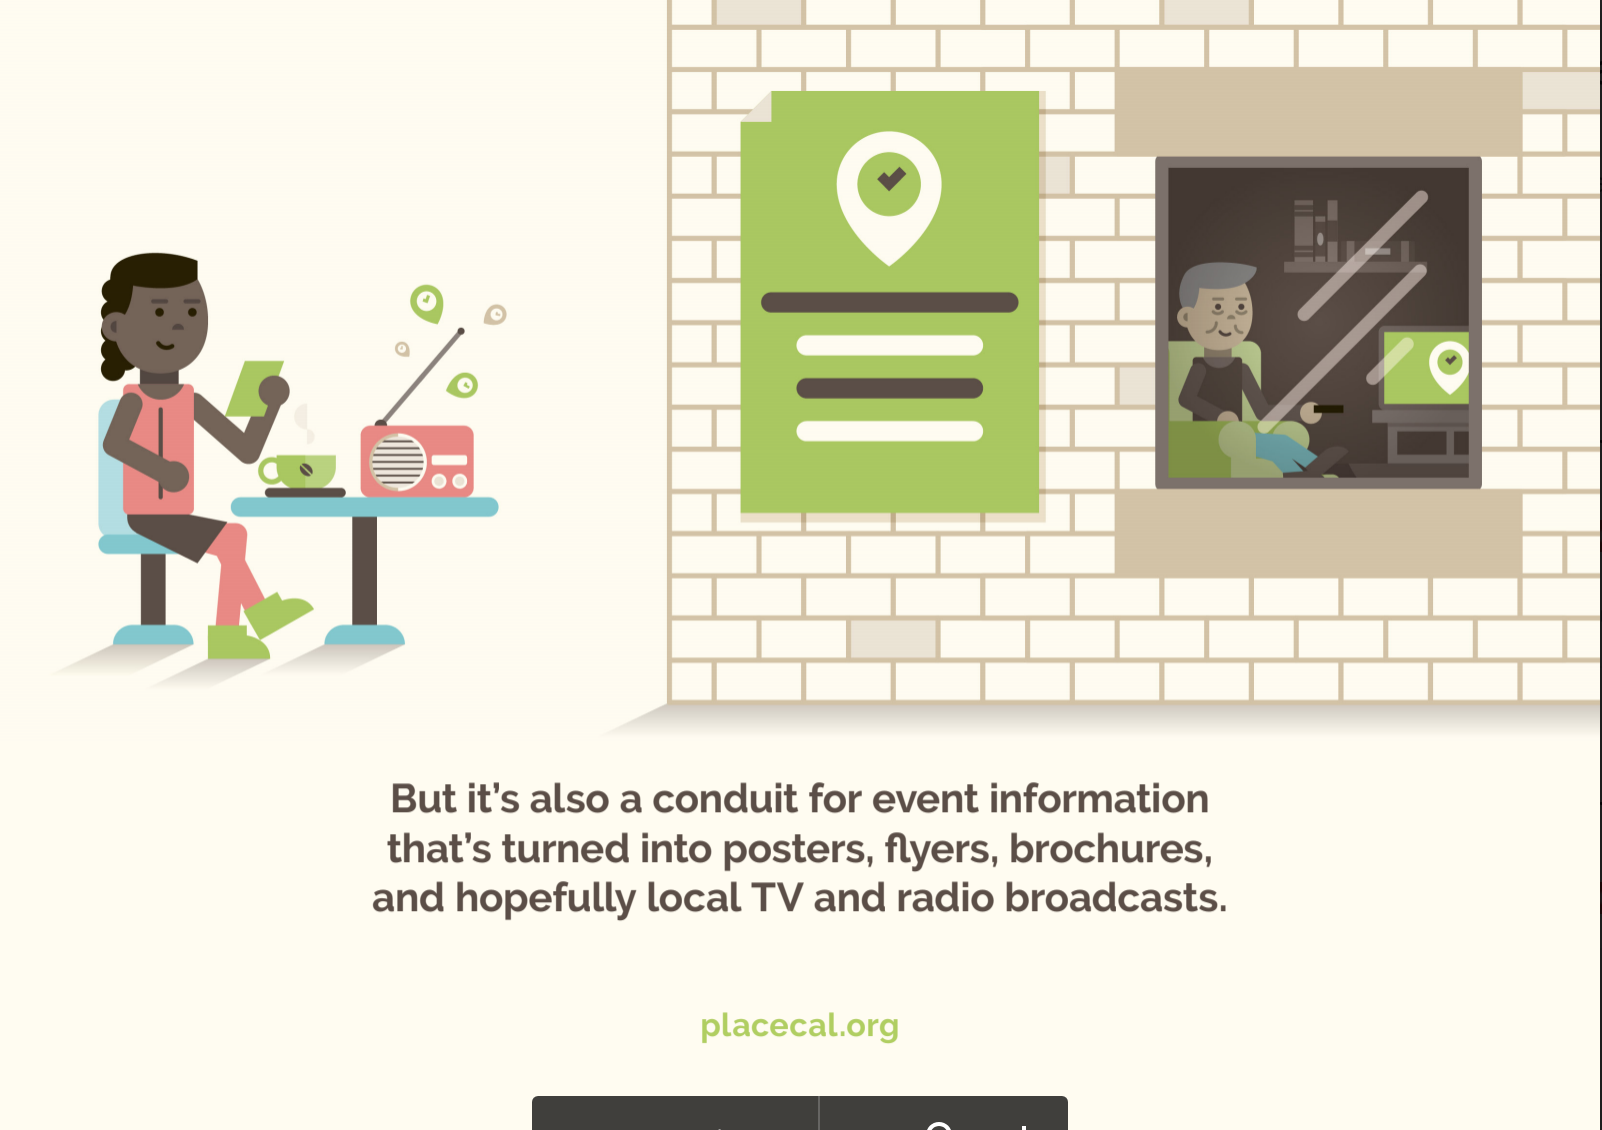 But it’s also a conduit for event information
that’s turned into posters, flyers, brochures,
and hopefully local TV and radio broadcasts.
placecal.org